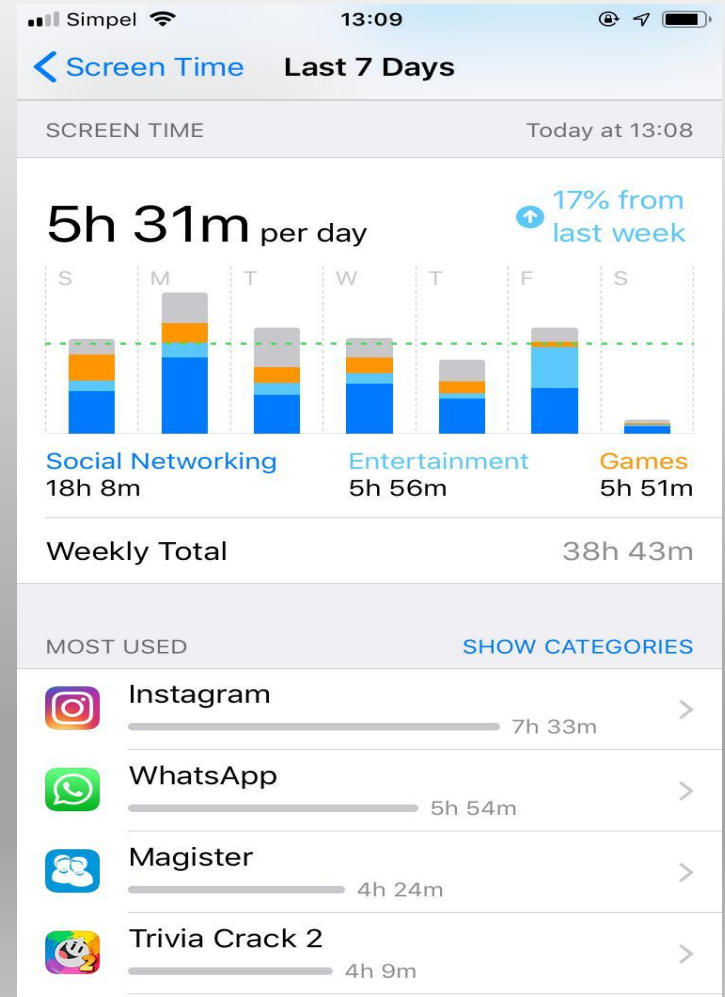 Simpel 13:09
Screen Time Last 7 Days
SCREEN TIME Today at 13:08
5h 31m per day
17% from
last week
S M T W T F S
Social Networking Entertainment Games
18h 8m 5h 56m 5h 51m
Weekly Total 38h 43m
MOST USED SHOW CATEGORIES
Instagram
7h 33m
WhatsApp
5h 54m
Magister
4h 24m
Trivia Crack 2
2
4h 9m